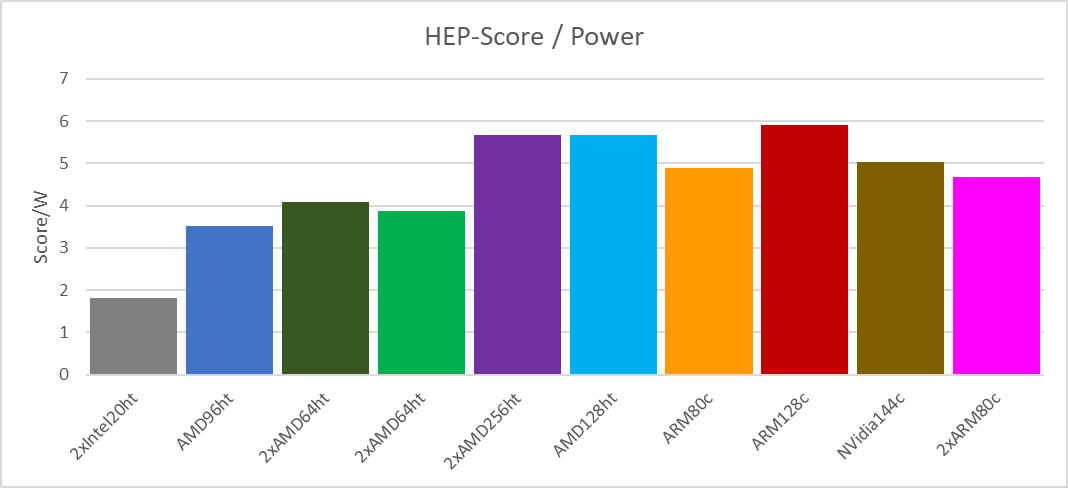 HEP-Score / Power
Score/W
7
6
5
4
3
2
1
0
2xIntel20ht
AMD96ht
2xAMD64ht
2xAMD64ht
2xAMD256ht
AMD128ht
ARM80c
ARM128c
NVidia144c
2xARM80c